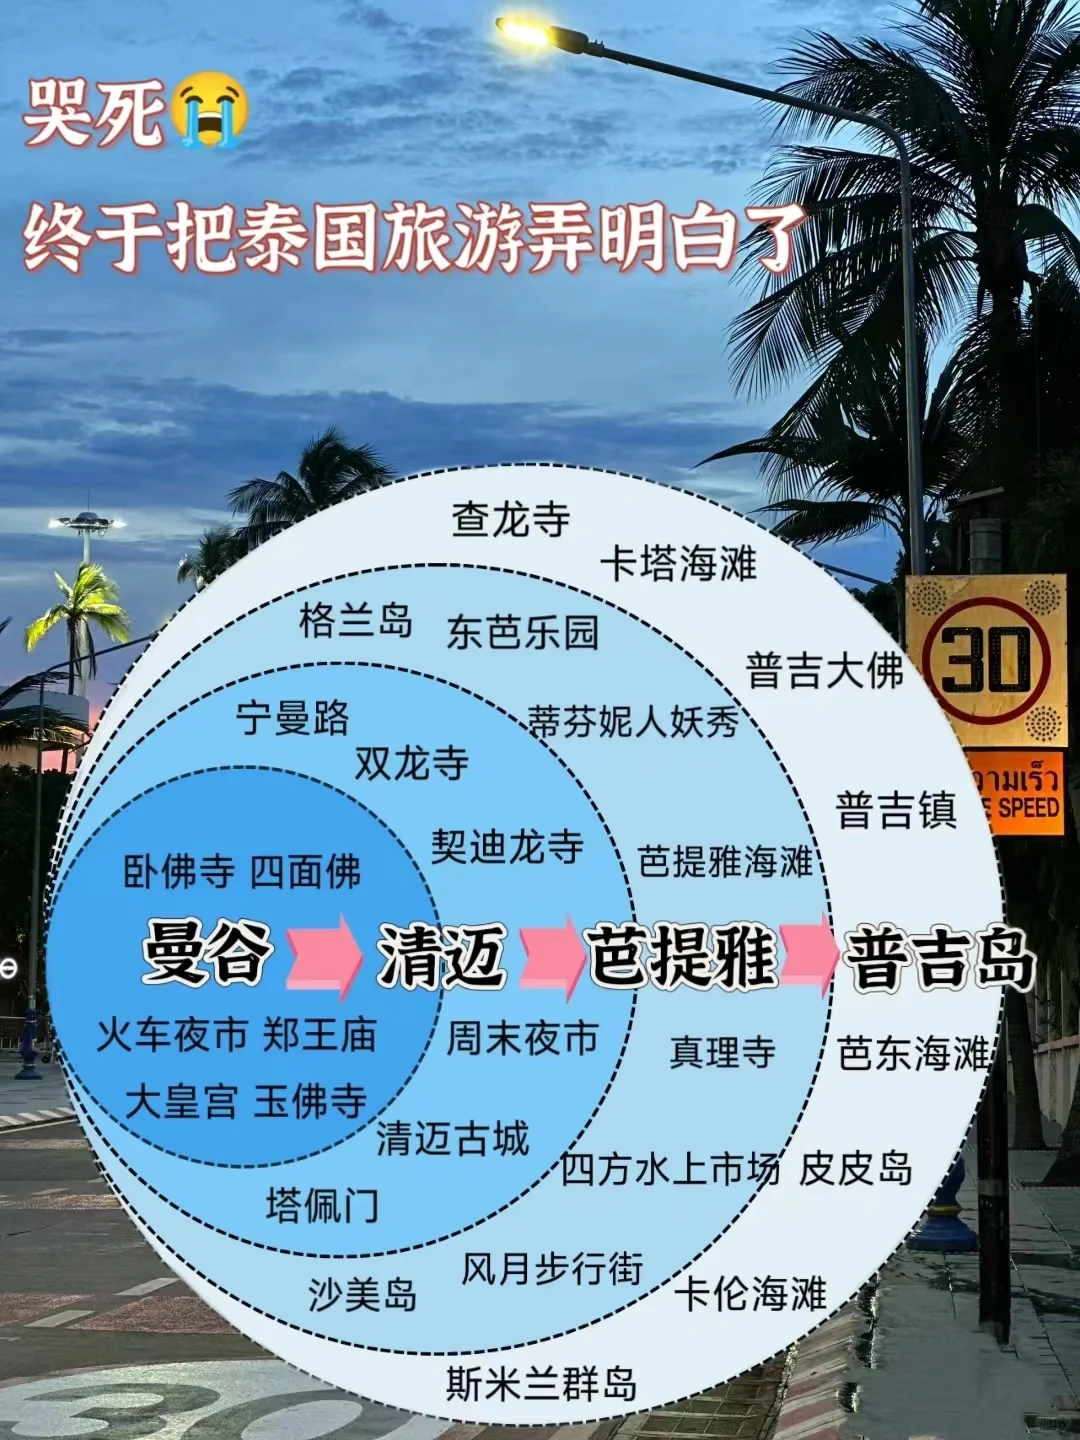 哭死😭
终于把泰国旅游弄明白了
查龙寺
卡塔海滩
格兰岛 东芭乐园
普吉大佛
30
宁曼路
蒂芬妮人妖秀
双龙寺
วามเร็ว
普吉镇
E SPEED
契迪龙寺
芭提雅海滩
卧佛寺 四面佛
曼谷 清迈 芭提雅 普吉岛
火车夜市 郑王庙
周末夜市
真理寺
芭东海滩
大皇宫 玉佛寺
清迈古城
四方水上市场 皮皮岛
塔佩门
风月步行街
沙美岛
卡伦海滩
斯米兰群岛
30